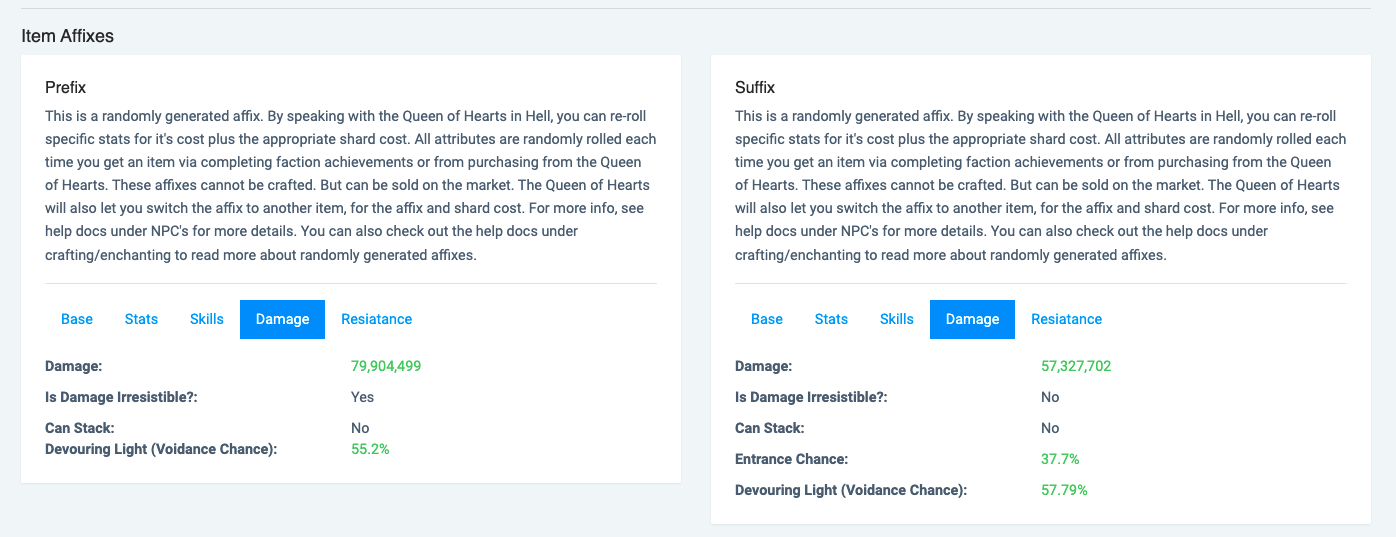 Item Affixes
Prefix
This is a randomly generated affix. By speaking with the Queen of Hearts in Hell, you can re-roll
specific stats for it's cost plus the appropriate shard cost. All attributes are randomly rolled each
time you get an item via completing faction achievements or from purchasing from the Queen
of Hearts. These affixes cannot be crafted. But can be sold on the market. The Queen of Hearts
will also let you switch the affix to another item, for the affix and shard cost. For more info, see
help docs under NPC's for more details. You can also check out the help docs under
crafting/enchanting to read more about randomly generated affixes.
Base Stats Skills Damage Resiatance
Damage: 79,904,499
Is Damage Irresistible?: Yes
Can Stack: No
Devouring Light (Voidance Chance): 55.2%
Suffix
This is a randomly generated affix. By speaking with the Queen of Hearts in Hell, you can re-roll
specific stats for it's cost plus the appropriate shard cost. All attributes are randomly rolled each
time you get an item via completing faction achievements or from purchasing from the Queen
of Hearts. These affixes cannot be crafted. But can be sold on the market. The Queen of Hearts
will also let you switch the affix to another item, for the affix and shard cost. For more info, see
help docs under NPC's for more details. You can also check out the help docs under
crafting/enchanting to read more about randomly generated affixes.
Base Stats Skills Damage Resiatance
Damage: 57,327,702
Is Damage Irresistible?: No
Can Stack: No
Entrance Chance: 37.7%
Devouring Light (Voidance Chance): 57.79%